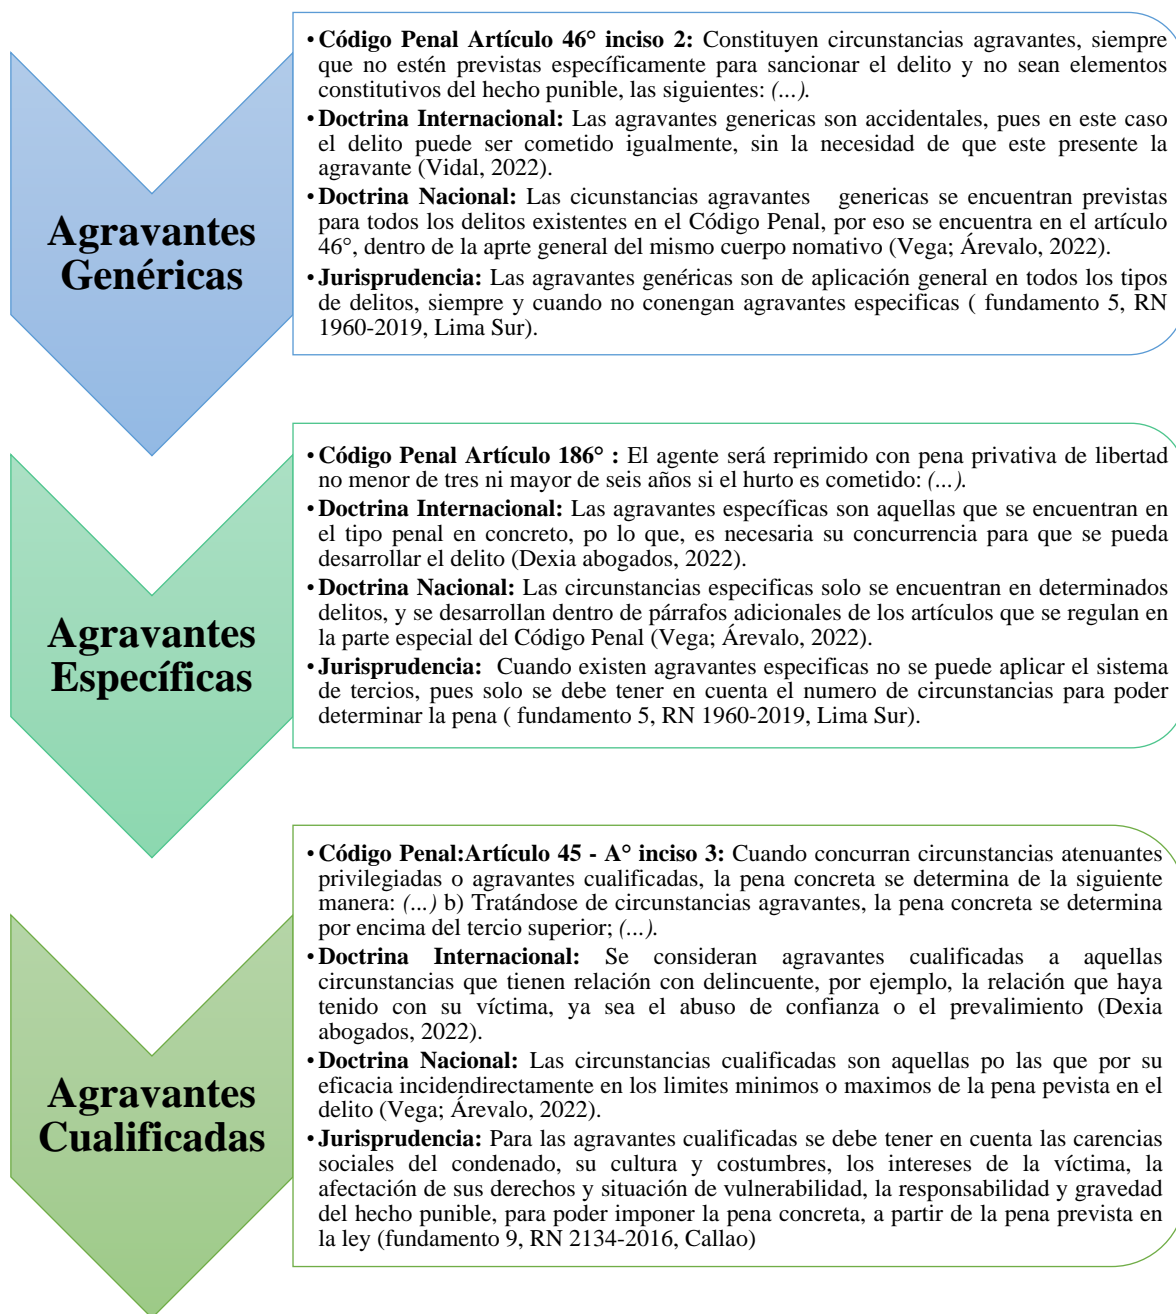 Agravantes
Genéricas
• Código Penal Artículo 46° inciso 2: Constituyen circunstancias agravantes, siempre
que no estén previstas específicamente para sancionar el delito y no sean elementos
constitutivos del hecho punible, las siguientes: (...).
• Doctrina Internacional: Las agravantes genericas son accidentales, pues en este caso
el delito puede ser cometido igualmente, sin la necesidad de que este presente la
agravante (Vidal, 2022).
• Doctrina Nacional: Las cicunstancias agravantes genericas se encuentran previstas
para todos los delitos existentes en el Código Penal, por eso se encuentra en el artículo
46°, dentro de la aprte general del mismo cuerpo nomativo (Vega; Árevalo, 2022).
• Jurisprudencia: Las agravantes genéricas son de aplicación general en todos los tipos
de delitos, siempre y cuando no conengan agravantes especificas ( fundamento 5, RN
1960-2019, Lima Sur).
Agravantes
Específicas
• Código Penal Artículo 186° : El agente será reprimido con pena privativa de libertad
no menor de tres ni mayor de seis años si el hurto es cometido: (...).
• Doctrina Internacional: Las agravantes específicas son aquellas que se encuentran en
el tipo penal en concreto, po lo que, es necesaria su concurrencia para que se pueda
desarrollar el delito (Dexia abogados, 2022).
• Doctrina Nacional: Las circunstancias especificas solo se encuentran en determinados
delitos, y se desarrollan dentro de párrafos adicionales de los artículos que se regulan en
la parte especial del Código Penal (Vega; Árevalo, 2022).
• Jurisprudencia: Cuando existen agravantes especificas no se puede aplicar el sistema
de tercios, pues solo se debe tener en cuenta el numero de circunstancias para poder
determinar la pena ( fundamento 5, RN 1960-2019, Lima Sur).
Agravantes
Cualificadas
• Código Penal:Artículo 45 - A° inciso 3: Cuando concurran circunstancias atenuantes
privilegiadas o agravantes cualificadas, la pena concreta se determina de la siguiente
manera: (...) b) Tratándose de circunstancias agravantes, la pena concreta se determina
por encima del tercio superior; (...).
• Doctrina Internacional: Se consideran agravantes cualificadas a aquellas
circunstancias que tienen relación con delincuente, por ejemplo, la relación que haya
tenido con su víctima, ya sea el abuso de confianza o el prevalimiento (Dexia
abogados, 2022).
• Doctrina Nacional: Las circunstancias cualificadas son aquellas po las que por su
eficacia incidendirectamente en los limites minimos o maximos de la pena pevista en el
delito (Vega; Árevalo, 2022).
• Jurisprudencia: Para las agravantes cualificadas se debe tener en cuenta las carencias
sociales del condenado, su cultura y costumbres, los intereses de la víctima, la
afectación de sus derechos y situación de vulnerabilidad, la responsabilidad y gravedad
del hecho punible, para poder imponer la pena concreta, a partir de la pena prevista en
la ley (fundamento 9, RN 2134-2016, Callao)